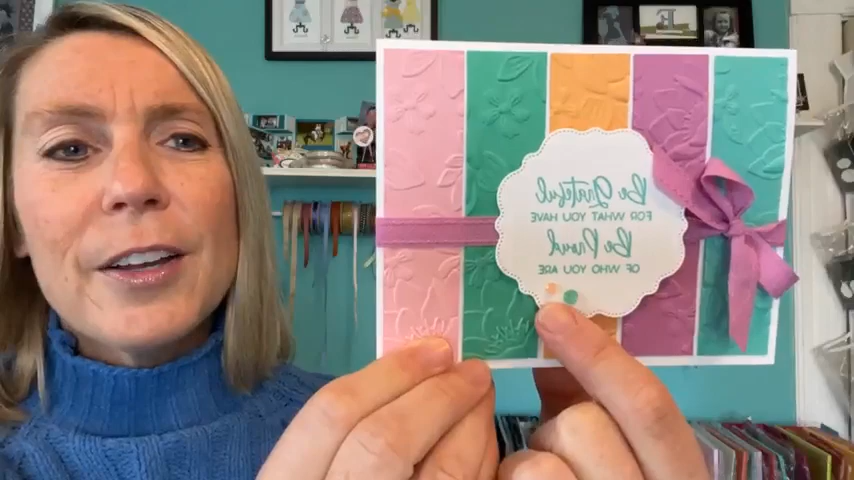 Be Grateful
FOR WHAT YOU HAVE
Be Proud
OF WHO YOU ARE